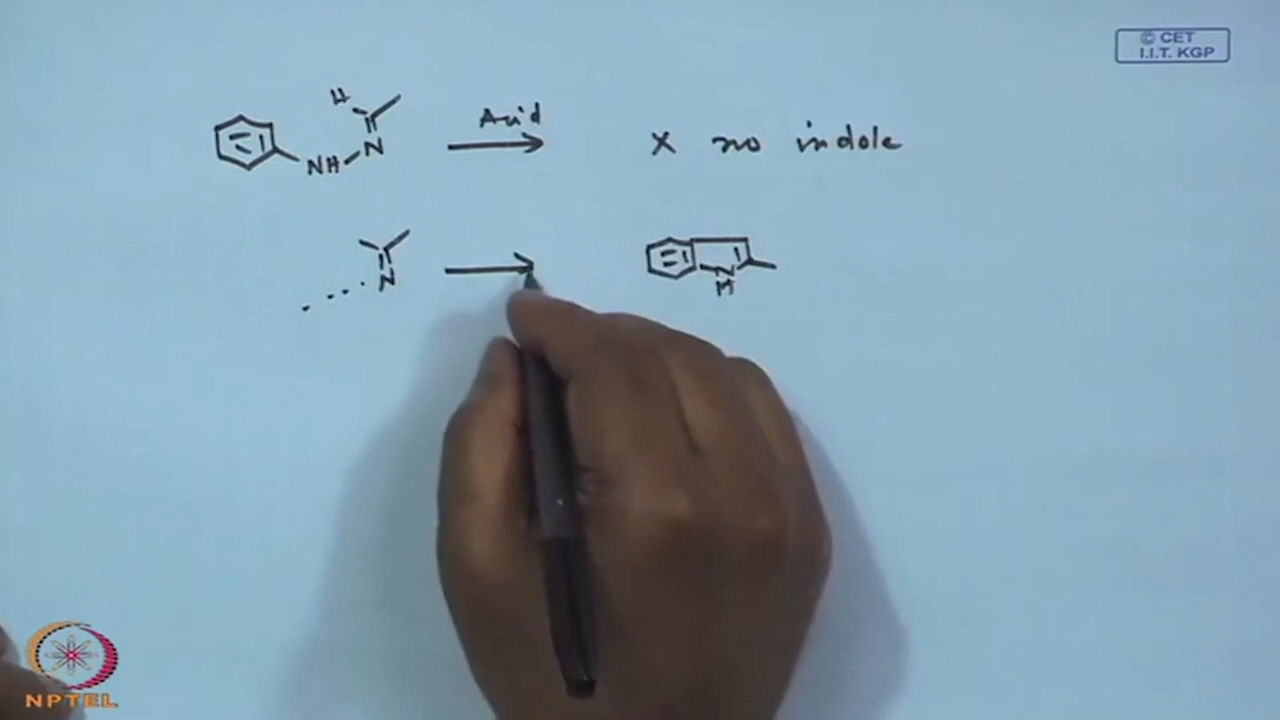 © CET
I.I.T. KGP
H
Acid
NH N
X no indole
N
N
H
NPTEL